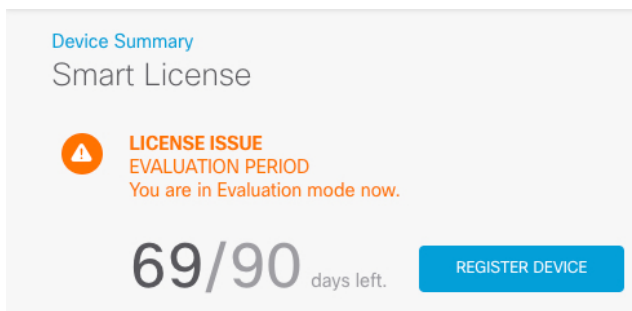 Device Summary
Smart License
LICENSE ISSUE
EVALUATION PERIOD
You are in Evaluation mode now.
69/90 days left.
REGISTER DEVICE